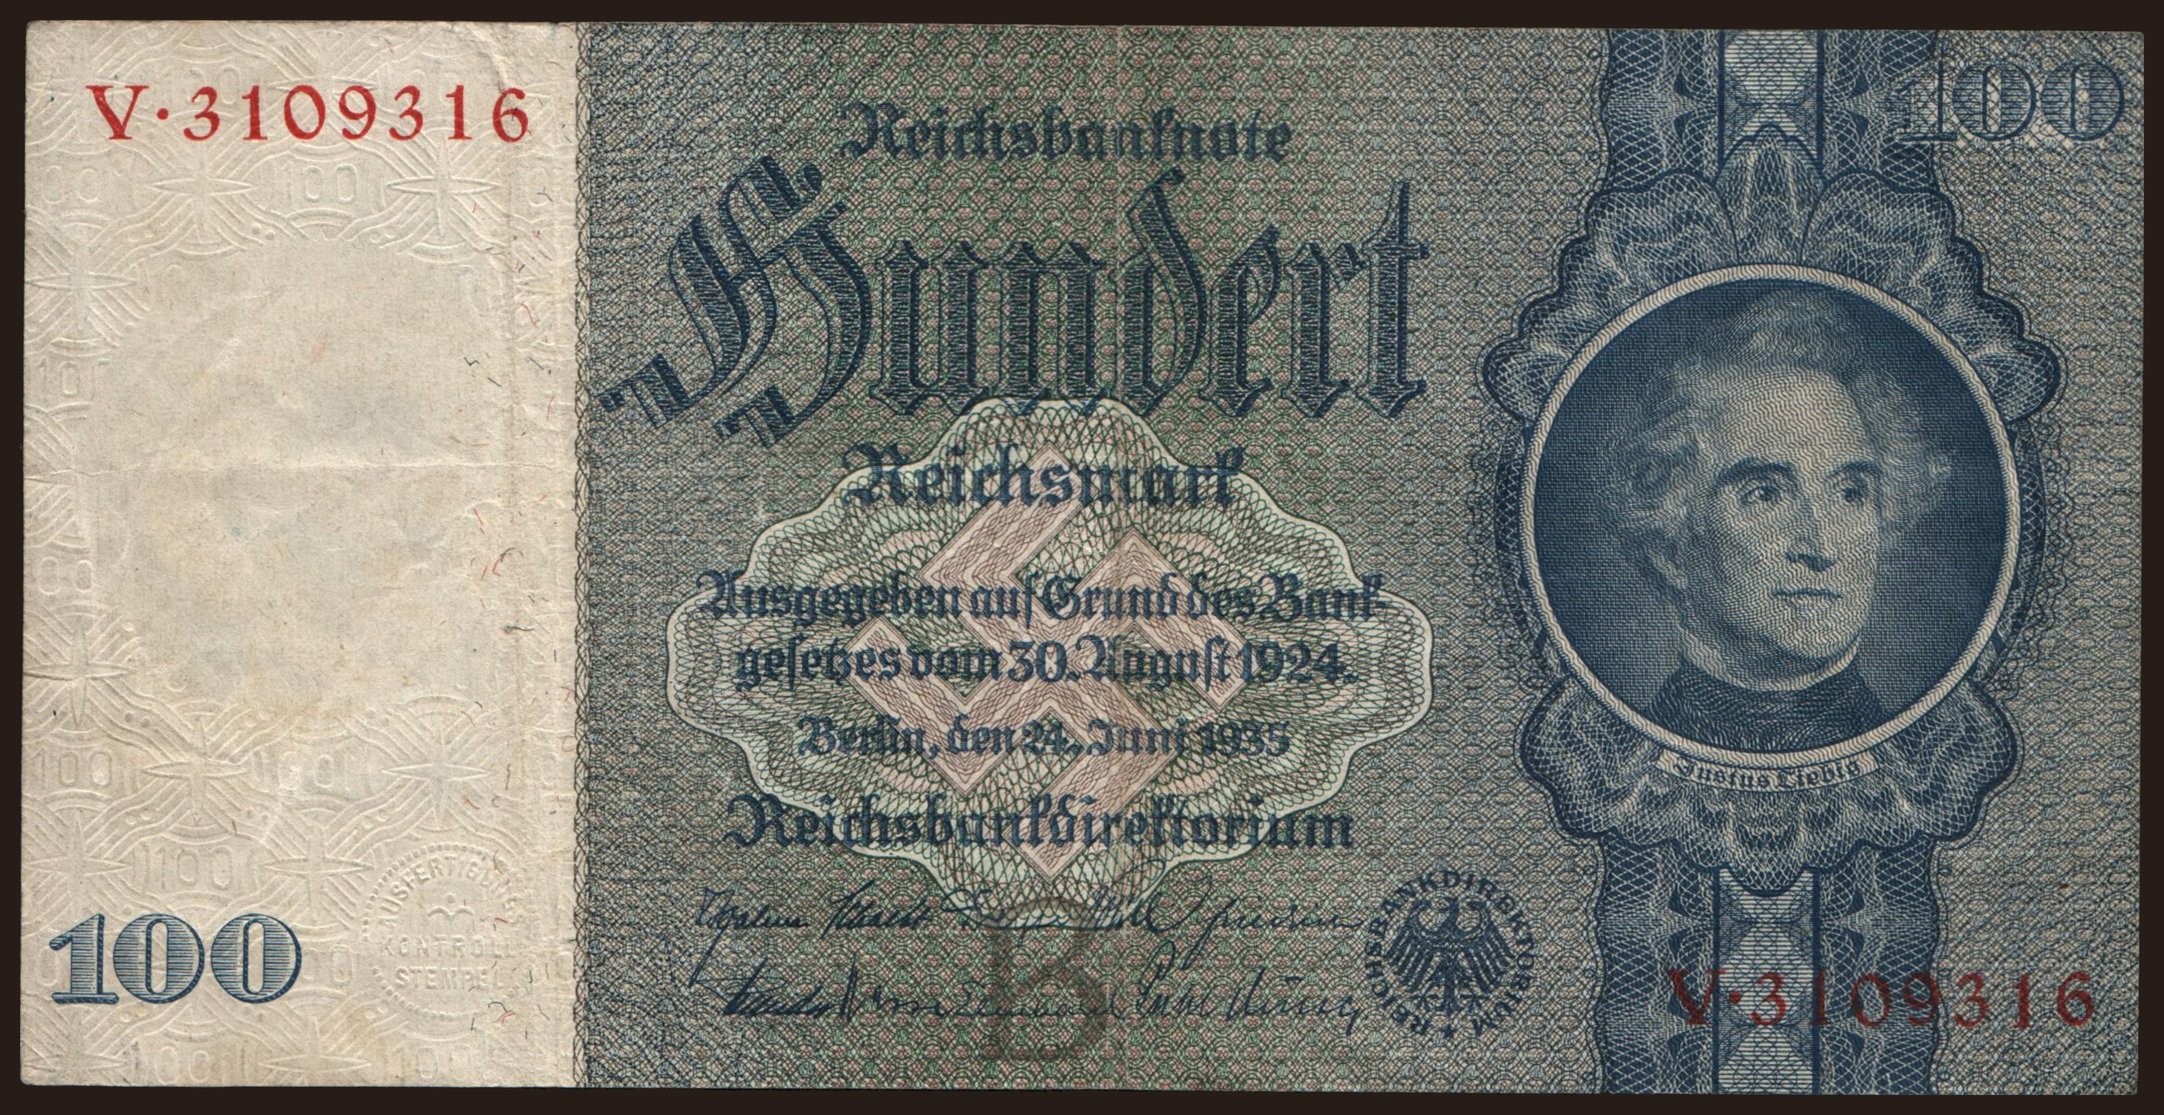 V·3109316
100
Reichsbanknote
Hundert
Reichsmark
Ausgegeben auf Grund des Bank-
gesetzes vom 30. August 1924.
Berlin, den 24. Juni 1935
Reichsbankdirektorium
Justus Liebig
REICHSBANKDIREKTORIUM
B
V·3109316
100
AUSFERTIGUNGS
KONTROLL
STEMPEL